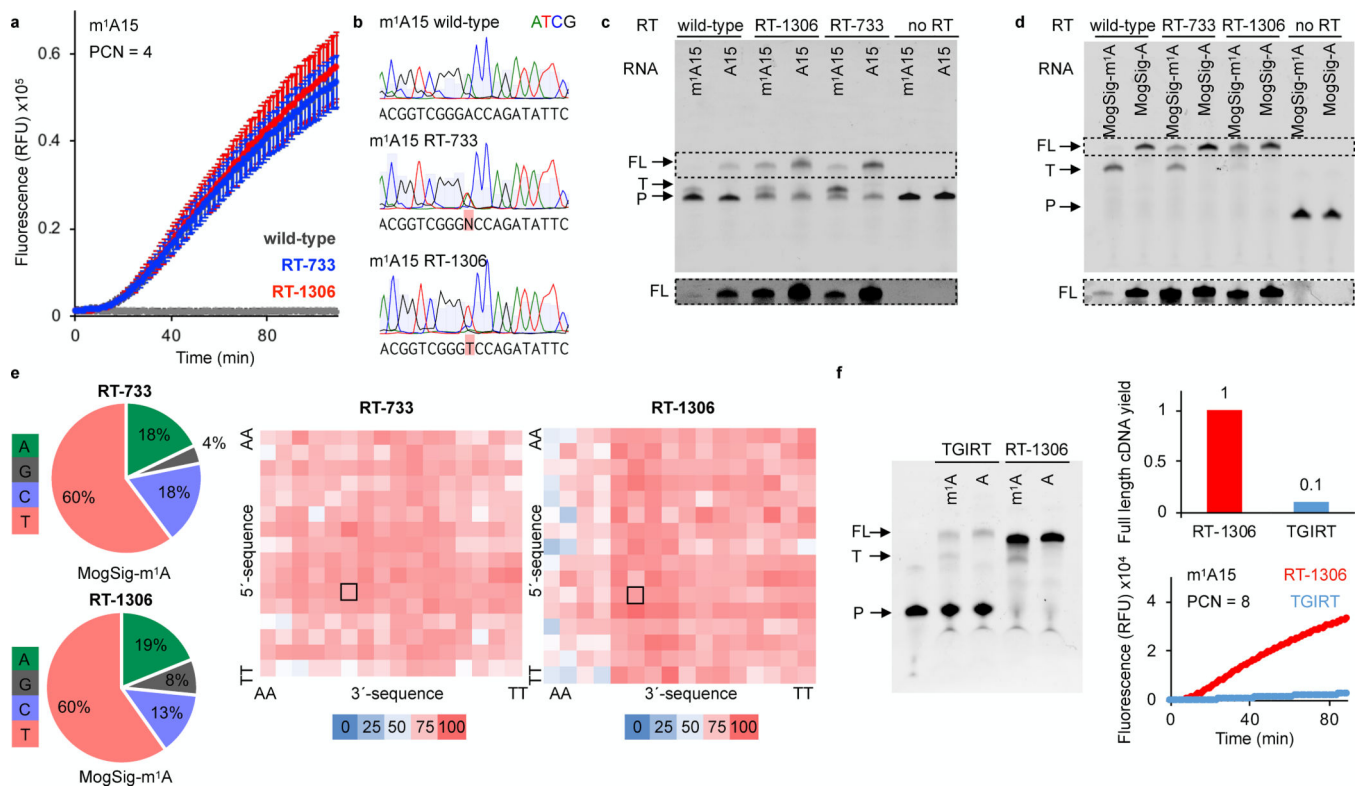 a
m¹A15
PCN = 4
Fluorescence (RFU) x10⁵
0.6
0.4
0.2
0
0 40 80
Time (min)
wild-type
RT-733
RT-1306
b
m¹A15 wild-type ATCG
ACGGTCGGGACCAGATATTC
m¹A15 RT-733
ACGGTCGGGNCCAGATATTC
m¹A15 RT-1306
ACGGTCGGGTCCAGATATTC
c
RT wild-type RT-1306 RT-733 no RT
RNA m¹A15 A15 m¹A15 A15 m¹A15 A15 m¹A15 A15
FL
T
P
FL
d
RT wild-type RT-733 RT-1306 no RT
RNA MogSig-m¹A MogSig-A MogSig-m¹A MogSig-A MogSig-m¹A MogSig-A MogSig-m¹A MogSig-A
FL
T
P
FL
e
RT-733
A
G
C
T
18%
4%
18%
60%
MogSig-m¹A
RT-1306
A
G
C
T
19%
8%
13%
60%
MogSig-m¹A
RT-733
AA
5´-sequence
TT
AA 3´-sequence TT
0 25 50 75 100
RT-1306
AA
5´-sequence
TT
AA 3´-sequence TT
0 25 50 75 100
f
TGIRT RT-1306
m¹A A m¹A A
FL
T
P
Full length cDNA yield
1
0.5
0
1
0.1
RT-1306 TGIRT
Fluorescence (RFU) x10⁴
m¹A15 RT-1306
PCN = 8 TGIRT
4
2
0
0 40 80
Time (min)